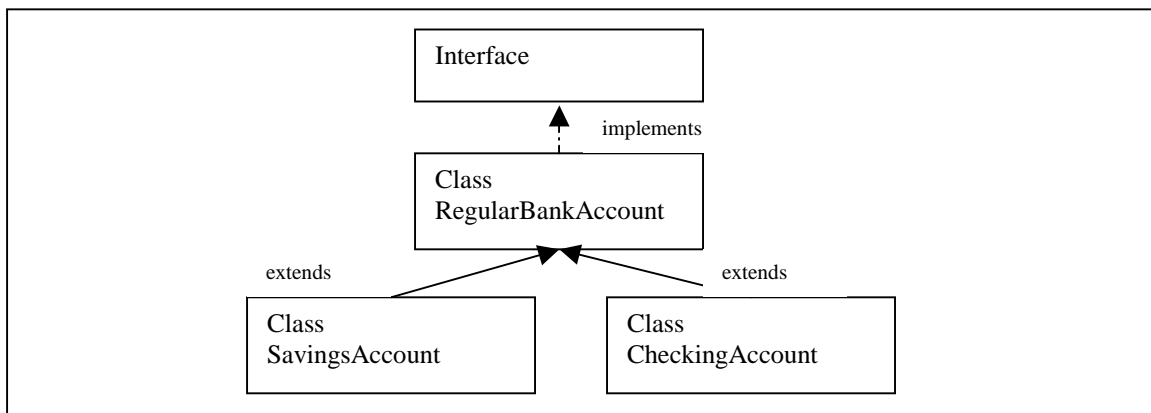 Interface
implements
Class
RegularBankAccount
extends
extends
Class
SavingsAccount
Class
CheckingAccount